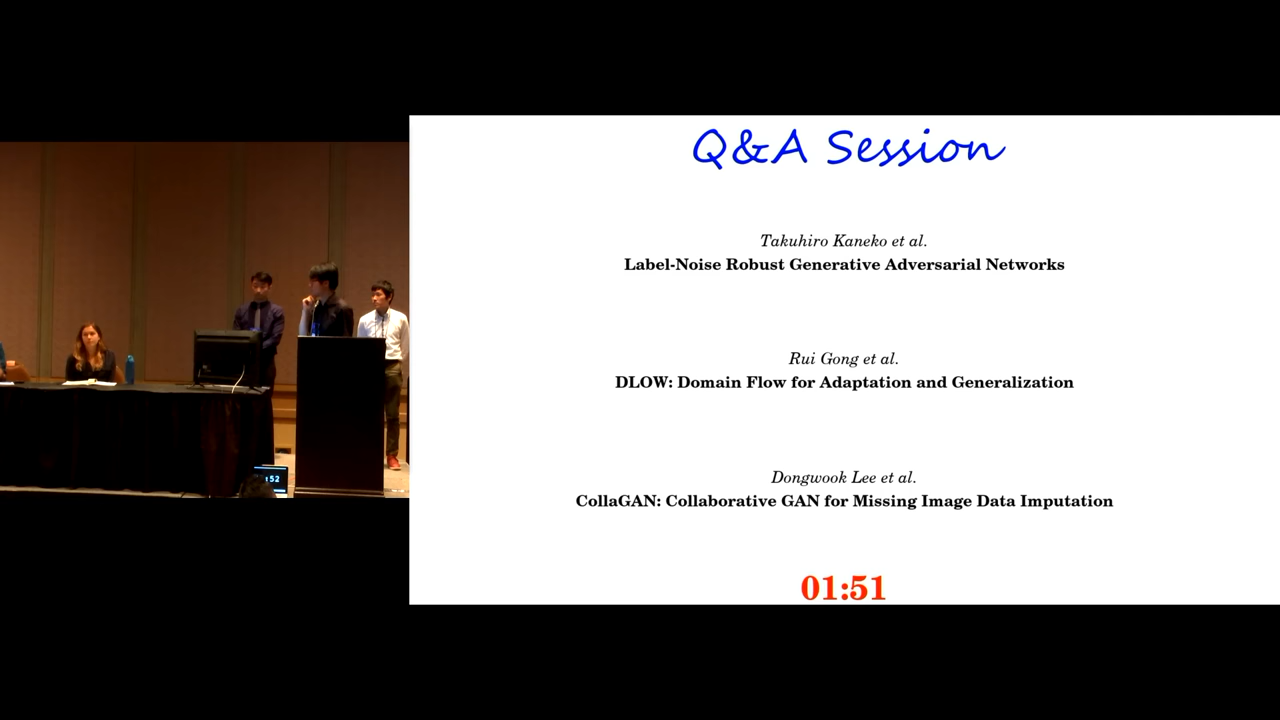 Q&A Session
Takuhiro Kaneko et al.
Label-Noise Robust Generative Adversarial Networks
Rui Gong et al.
DLOW: Domain Flow for Adaptation and Generalization
Dongwook Lee et al.
CollaGAN: Collaborative GAN for Missing Image Data Imputation
:52
01:51